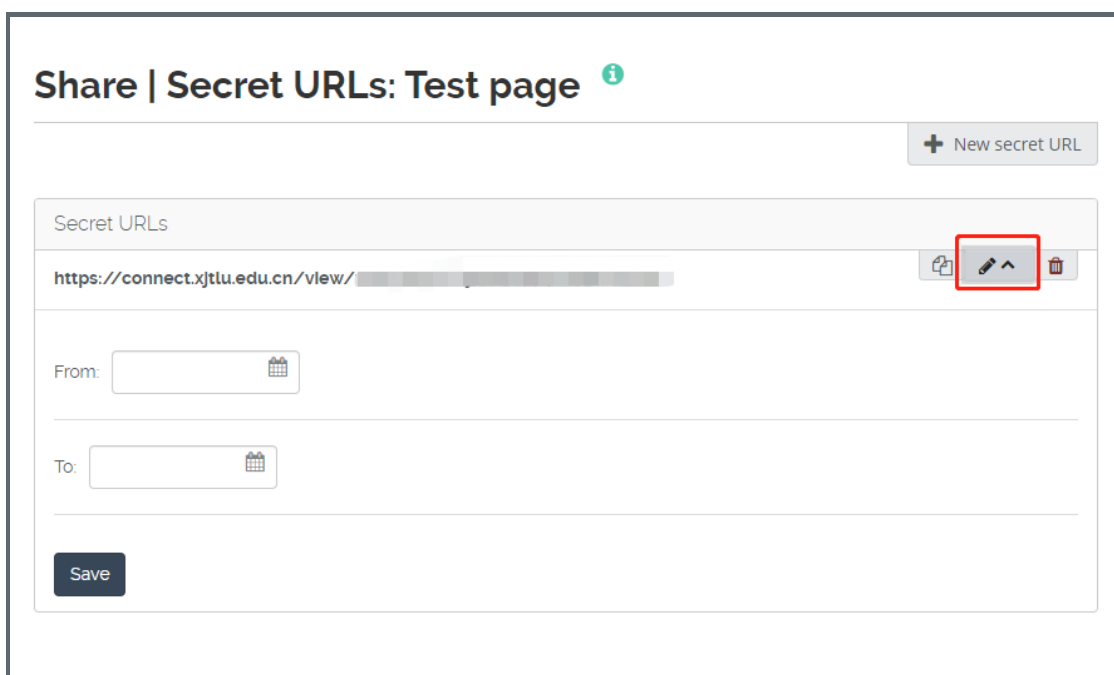 Share | Secret URLs: Test page
New secret URL
Secret URLs
https://connect.xjtlu.edu.cn/view/
From:
To:
Save